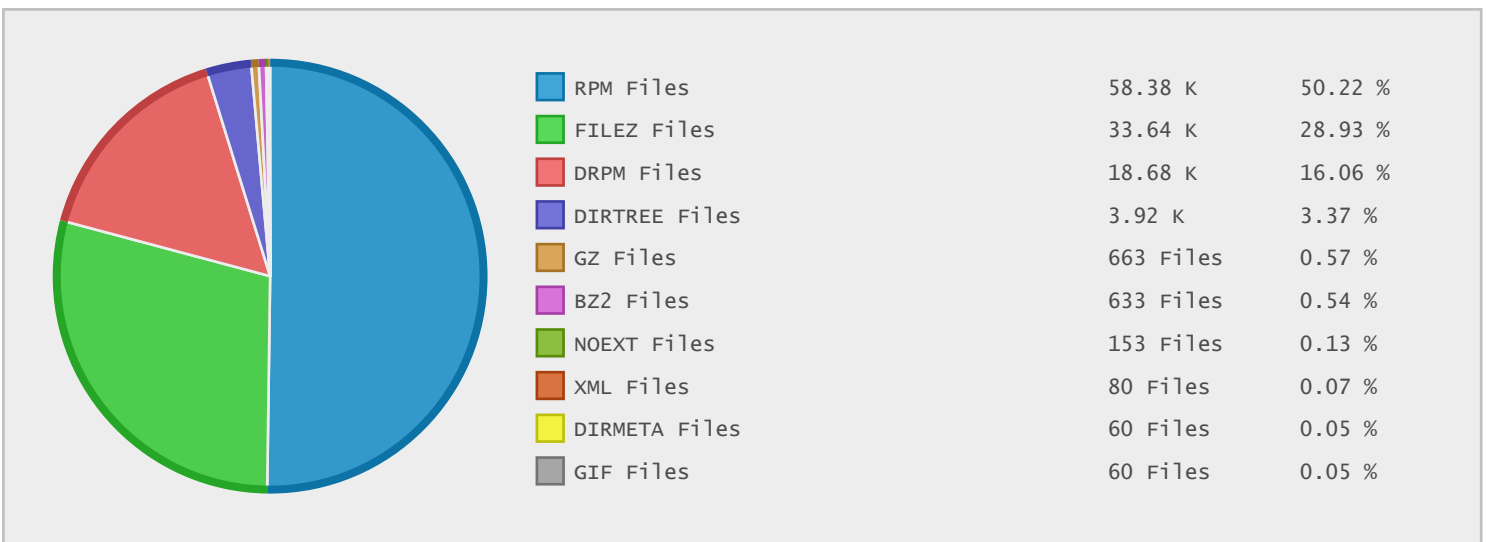 RPM Files 58.38 K 50.22 %
FILEZ Files 33.64 K 28.93 %
DRPM Files 18.68 K 16.06 %
DIRTREE Files 3.92 K 3.37 %
GZ Files 663 Files 0.57 %
BZ2 Files 633 Files 0.54 %
NOEXT Files 153 Files 0.13 %
XML Files 80 Files 0.07 %
DIRMETA Files 60 Files 0.05 %
GIF Files 60 Files 0.05 %